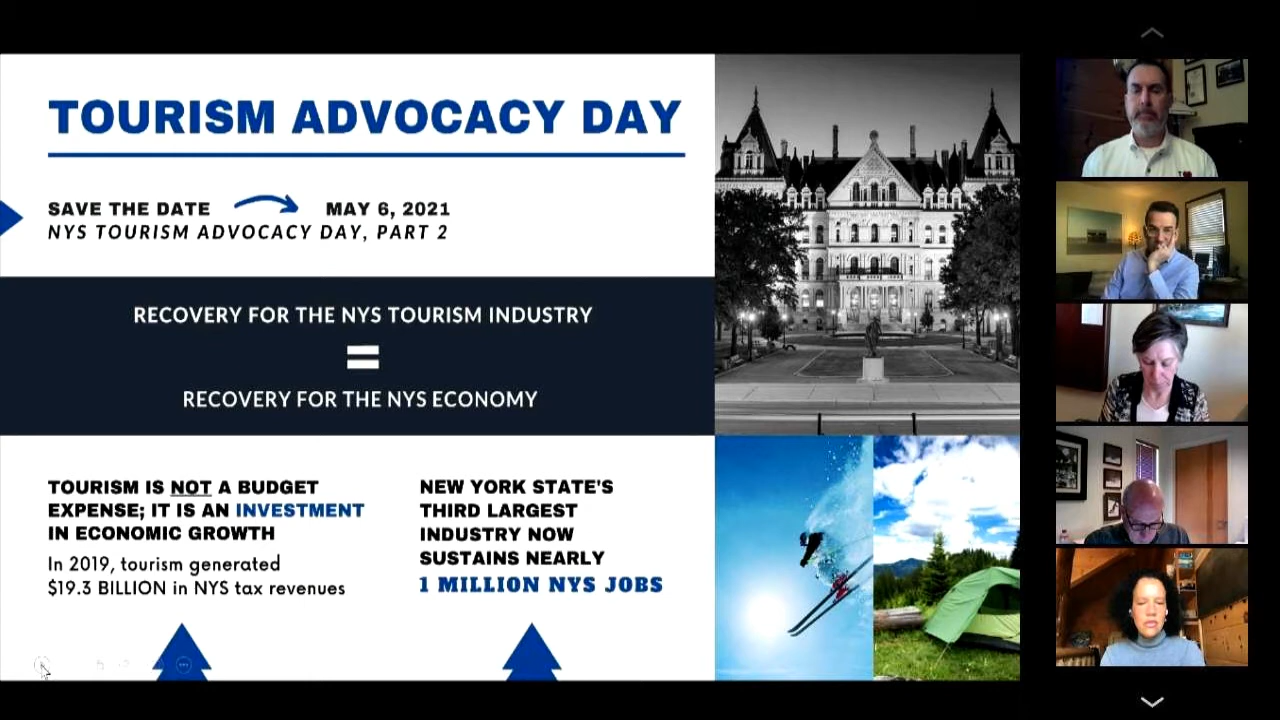 TOURISM ADVOCACY DAY
SAVE THE DATE
MAY 6, 2021
NYS TOURISM ADVOCACY DAY, PART 2
RECOVERY FOR THE NYS TOURISM INDUSTRY
=
RECOVERY FOR THE NYS ECONOMY
TOURISM IS NOT A BUDGET
EXPENSE; IT IS AN INVESTMENT
IN ECONOMIC GROWTH
In 2019, tourism generated
$19.3 BILLION in NYS tax revenues
NEW YORK STATE'S
THIRD LARGEST
INDUSTRY NOW
SUSTAINS NEARLY
1 MILLION NYS JOBS